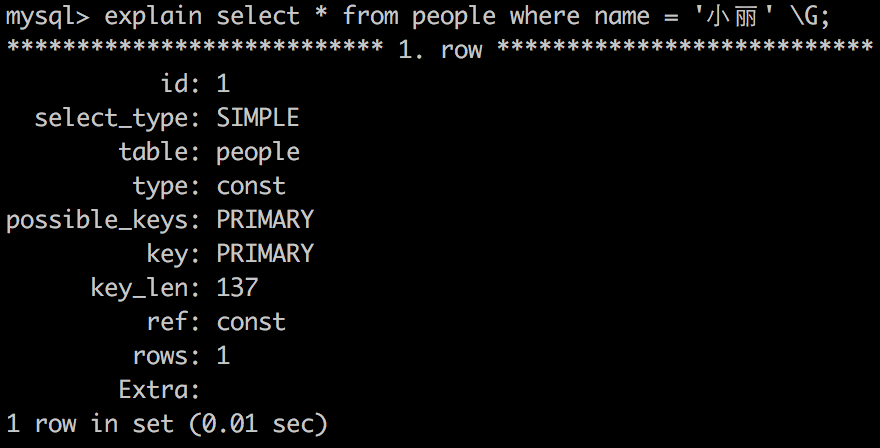 mysql> explain select * from people where name = '小丽' \G;
*************************** 1. row ***************************
id: 1
select_type: SIMPLE
table: people
type: const
possible_keys: PRIMARY
key: PRIMARY
key_len: 137
ref: const
rows: 1
Extra:
1 row in set (0.01 sec)